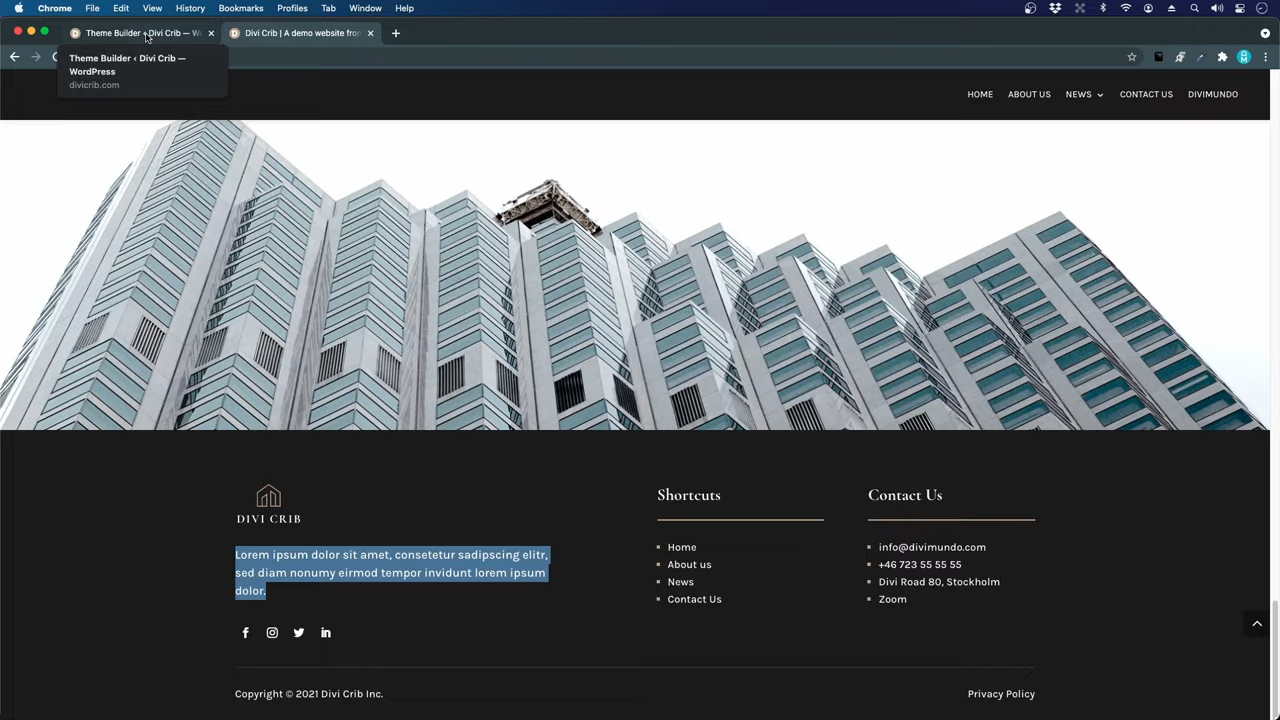 Chrome File Edit View History Bookmarks Profiles Tab Window Help
Theme Builder ‹ Divi Crib — W
Divi Crib | A demo website from
Theme Builder ‹ Divi Crib —
WordPress
divicrib.com
HOME ABOUT US NEWS CONTACT US DIVIMUNDO
DIVI CRIB
Lorem ipsum dolor sit amet, consetetur sadipscing elitr,
sed diam nonumy eirmod tempor invidunt lorem ipsum
dolor.
Shortcuts
Home
About us
News
Contact Us
Contact Us
info@divimundo.com
+46 723 55 55 55
Divi Road 80, Stockholm
Zoom
Copyright © 2021 Divi Crib Inc.
Privacy Policy